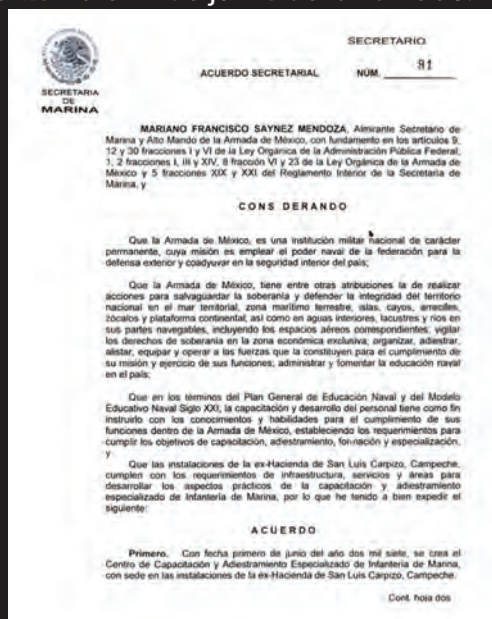 SECRETARIO
ACUERDO SECRETARIAL NÚM. 91
SECRETARIA
DE
MARINA
MARIANO FRANCISCO SAYNEZ MENDOZA, Almirante Secretario de
Marina y Alto Mando de la Armada de México, con fundamento en los artículos 9,
12 y 30 fracciones I y VI de la Ley Orgánica de la Administración Pública Federal;
1, 2 fracciones I, III y XIV, 8 fracción VI y 23 de la Ley Orgánica de la Armada de
México y 5 fracciones XIX y XXI del Reglamento Interior de la Secretaría de
Marina, y
CONS DERANDO
Que la Armada de México, es una institución militar nacional de carácter
permanente, cuya misión es emplear el poder naval de la federación para la
defensa exterior y coadyuvar en la seguridad interior del país;
Que la Armada de México, tiene entre otras atribuciones la de realizar
acciones para salvaguardar la soberanía y defender la integridad del territorio
nacional en el mar territorial, zona marítimo terrestre, islas, cayos, arrecifes,
zócalos y plataforma continental, así como en aguas interiores, lacustres y ríos en
sus partes navegables, incluyendo los espacios aéreos correspondientes; vigilar
los derechos de soberanía en la zona económica exclusiva; organizar, adiestrar,
alistar, equipar y operar a las fuerzas que la constituyen para el cumplimiento de
su misión y ejercicio de sus funciones; administrar y fomentar la educación naval
en el país;
Que en los términos del Plan General de Educación Naval y del Modelo
Educativo Naval Siglo XXI, la capacitación y desarrollo del personal tiene como fin
instruirlo con los conocimientos y habilidades para el cumplimiento de sus
funciones dentro de la Armada de México, estableciendo los requerimientos para
cumplir los objetivos de capacitación, adiestramiento, formación y especialización,
y
Que las instalaciones de la ex-Hacienda de San Luis Carpizo, Campeche,
cumplen con los requerimientos de infraestructura, servicios y áreas para
desarrollar los aspectos prácticos de la capacitación y adiestramiento
especializado de Infantería de Marina, por lo que he tenido a bien expedir el
siguiente:
ACUERDO
Primero. Con fecha primero de junio del año dos mil siete, se crea el
Centro de Capacitación y Adiestramiento Especializado de Infantería de Marina,
con sede en las instalaciones de la ex-Hacienda de San Luis Carpizo, Campeche.
Cont. hoja dos